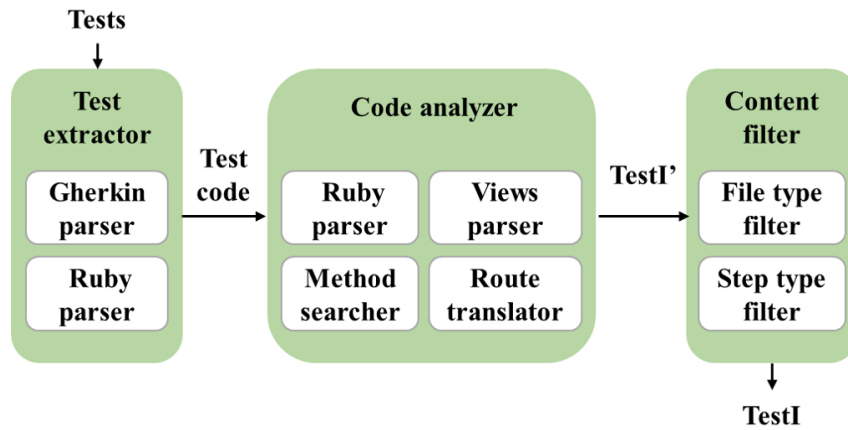 Tests
Test
extractor
Gherkin
parser
Ruby
parser
Test
code
Code analyzer
Ruby
parser
Views
parser
Method
searcher
Route
translator
TestI’
Content
filter
File type
filter
Step type
filter
TestI